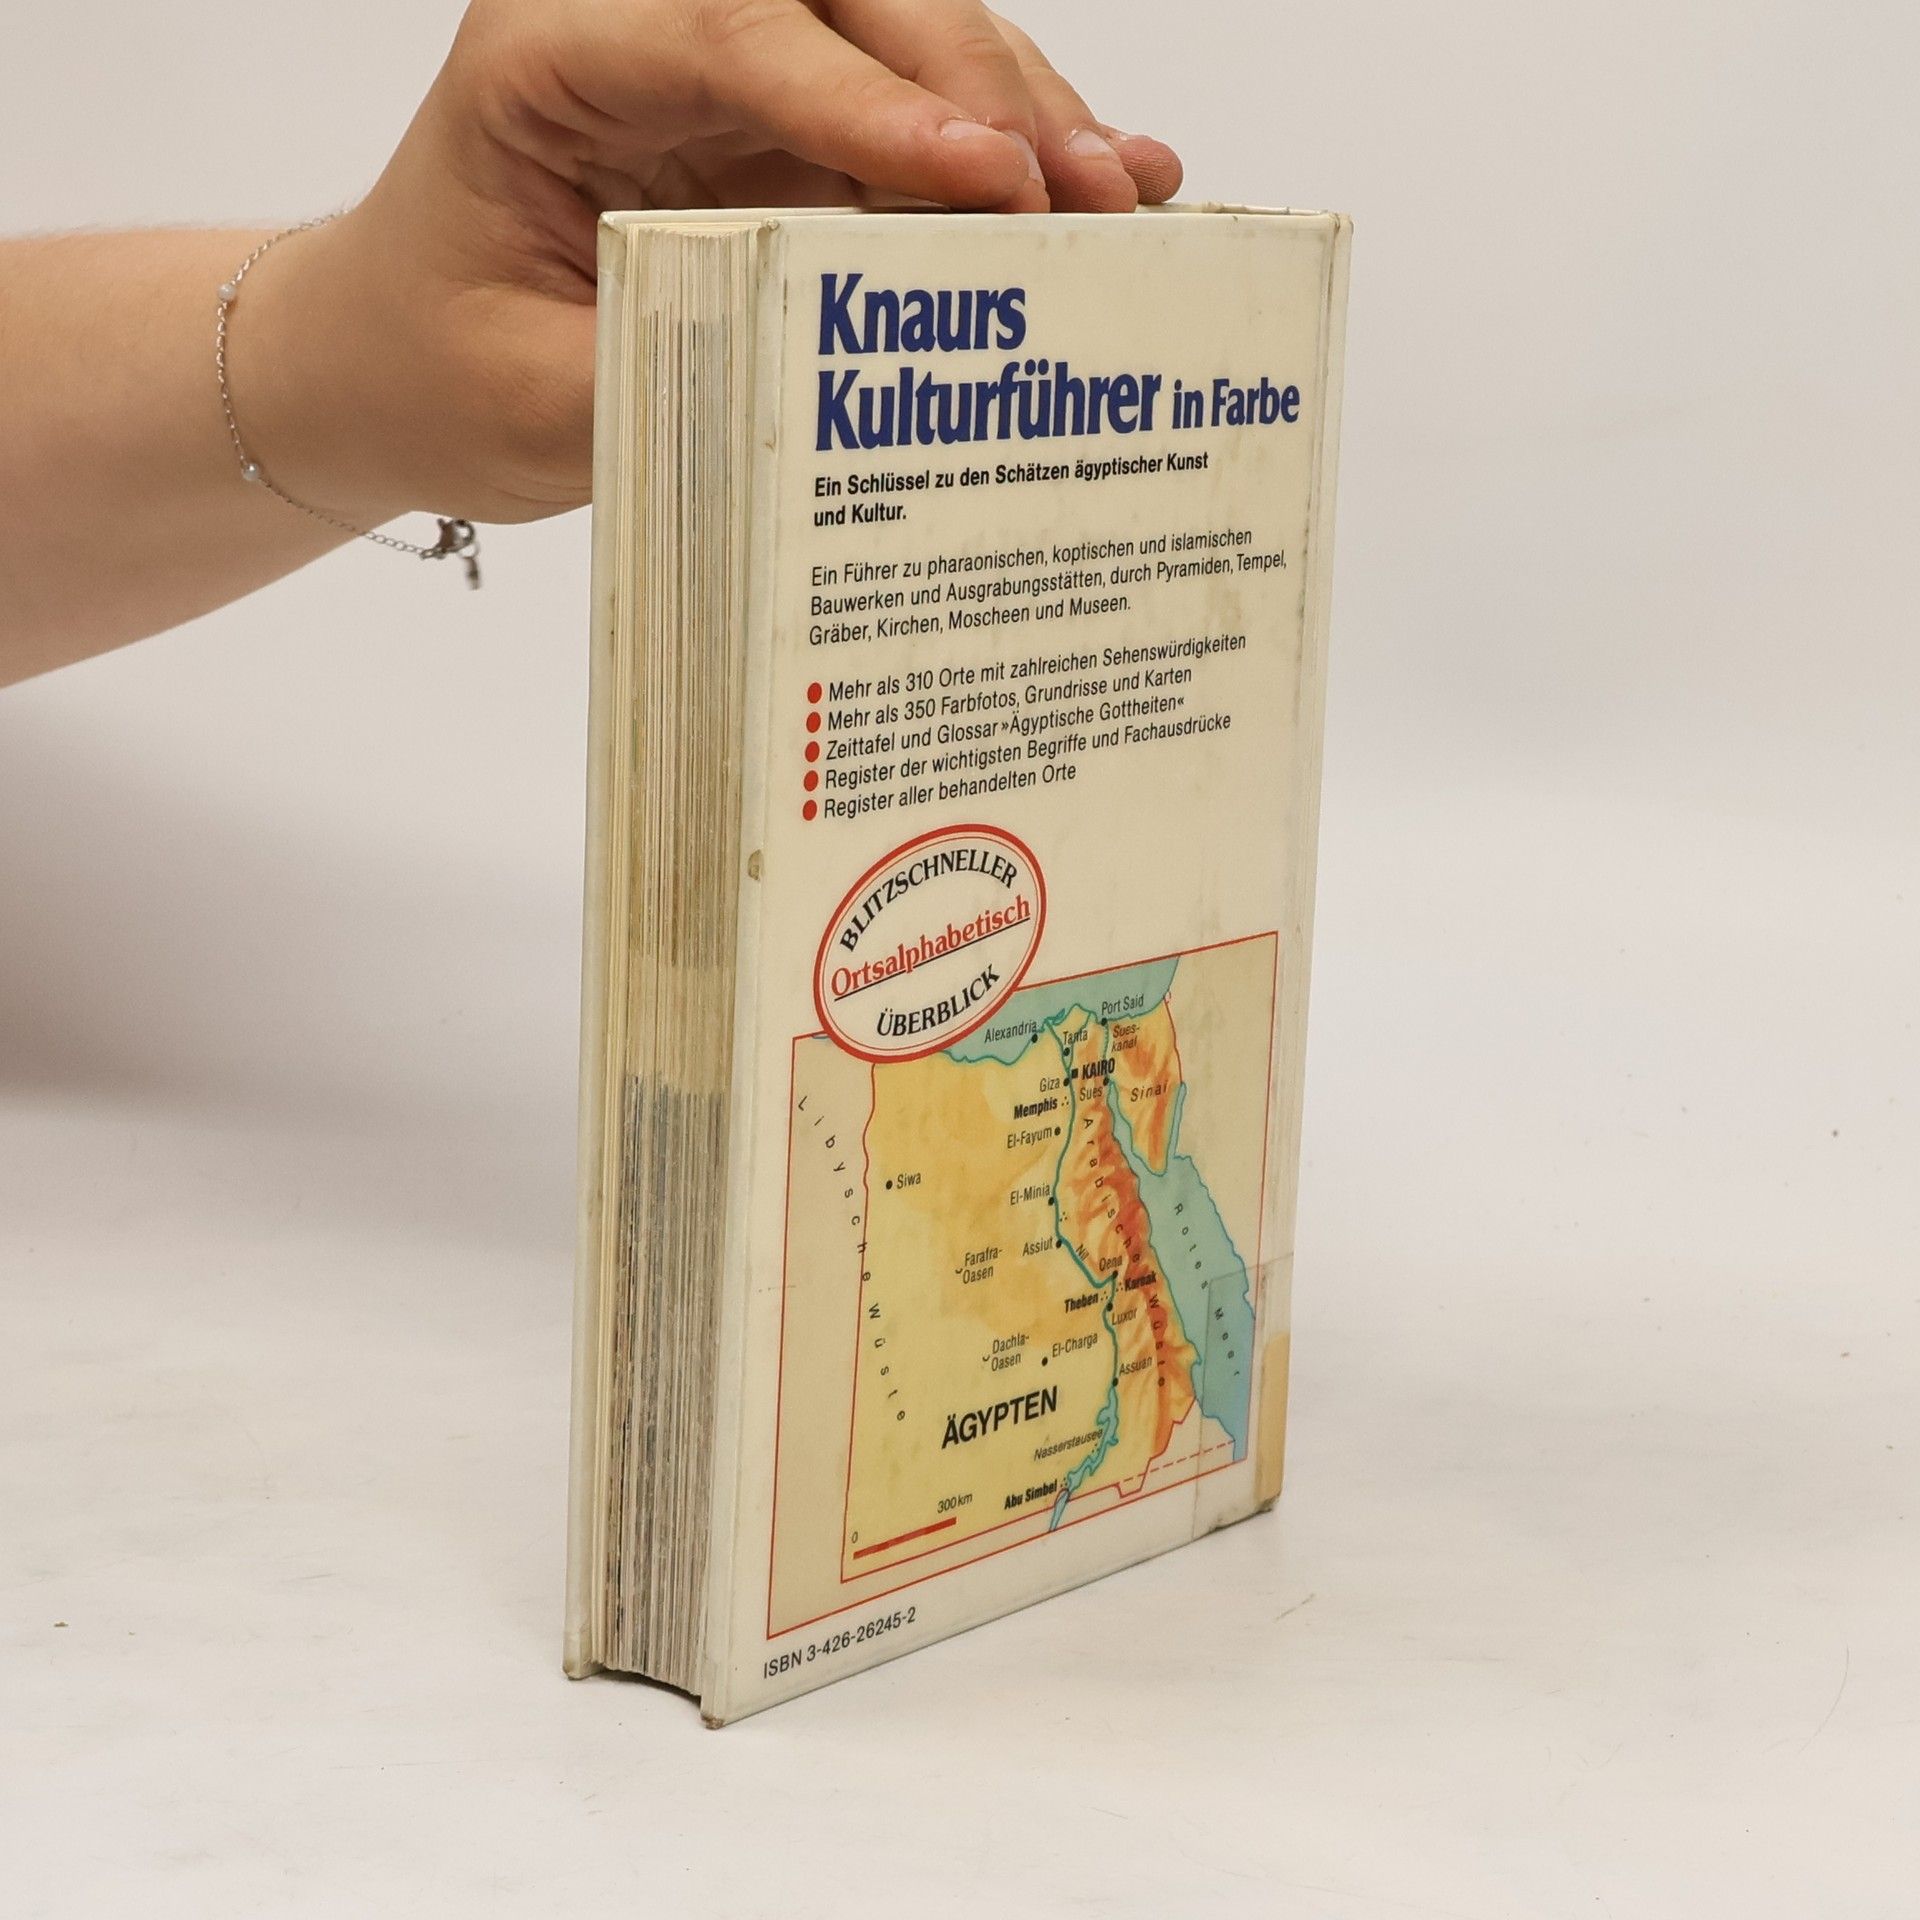 Knaurs
Kulturführer in Farbe
Ein Schlüssel zu den Schätzen ägyptischer Kunst
und Kultur.
Ein Führer zu pharaonischen, koptischen und islamischen
Bauwerken und Ausgrabungsstätten, durch Pyramiden, Tempel,
Gräber, Kirchen, Moscheen und Museen.
Mehr als 310 Orte mit zahlreichen Sehenswürdigkeiten
Mehr als 350 Farbfotos, Grundrisse und Karten
Zeittafel und Glossar »Ägyptische Gottheiten«
Register der wichtigsten Begriffe und Fachausdrücke
Register aller behandelten Orte
BLITZSCHNELLER
Ortsalphabetisch
ÜBERBLICK
Port Said
Alexandria
Tanta
Sues-
kanal
KAIRO
Giza
Sues
Sinai
Memphis
El-Fayum
Libysche Wüste
Arabische Wüste
Siwa
El-Minia
Rotes Meer
Assiut
Nil
Farafra-
Oasen
Qena
Karnak
Theben
Luxor
Dachla-
Oasen
El-Charga
Assuan
ÄGYPTEN
Nasserstausee
Abu Simbel
0
300 km
ISBN 3-426-26245-2